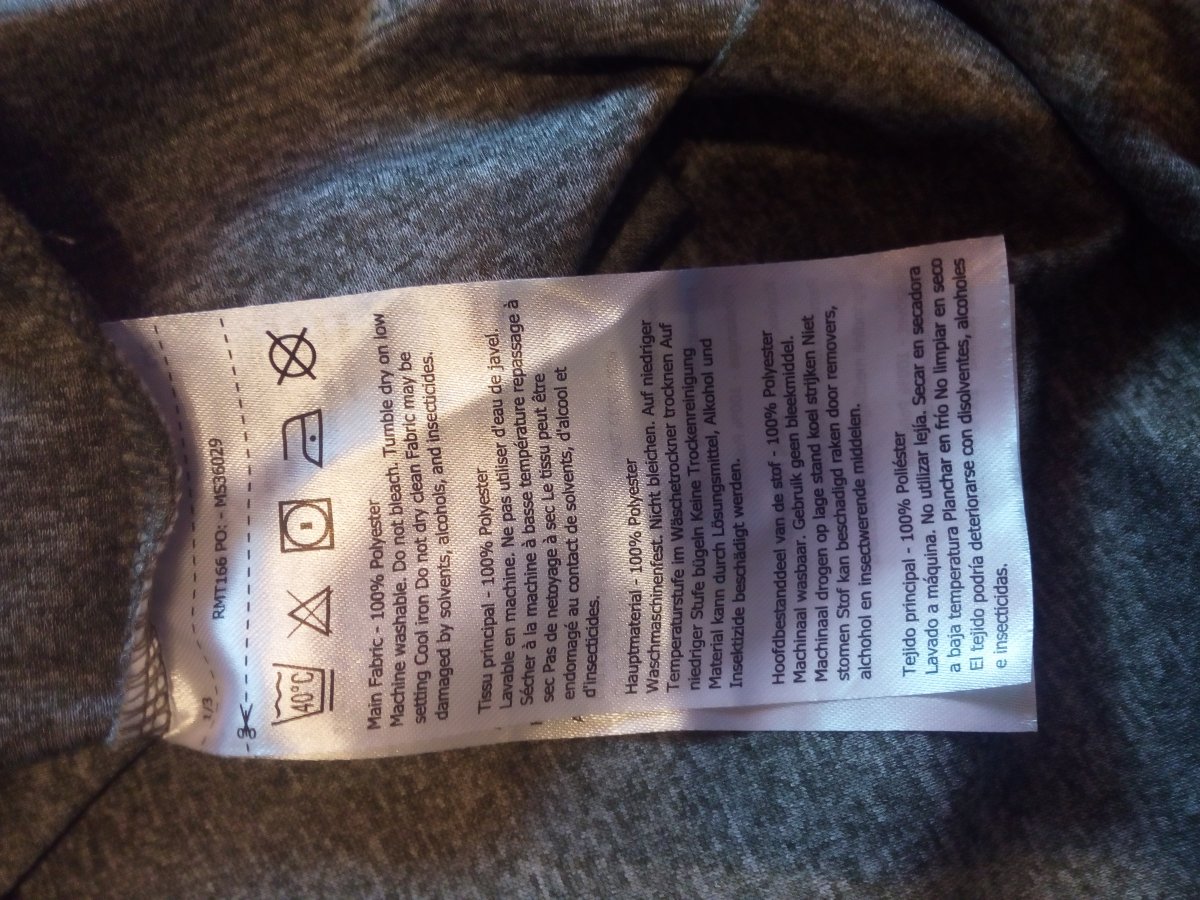 1/3
RMT166 PO: - MS36029
40°C
Main Fabric - 100% Polyester
Machine washable. Do not bleach. Tumble dry on low
setting Cool iron Do not dry clean Fabric may be
damaged by solvents, alcohols, and insecticides.
Tissu principal - 100% Polyester
Lavable en machine. Ne pas utiliser d'eau de javel.
Sécher à la machine à basse température repassage à
sec Pas de netoyage à sec Le tissu peut être
endomagé au contact de solvents, d'alcool et
d'insecticides.
Hauptmaterial - 100% Polyester
Waschmaschinenfest. Nicht bleichen. Auf niedriger
Temperaturstufe im Wäschetrockner trocknen Auf
niedriger Stufe bügeln Keine Trockenreinigung
Material kann durch Lösungsmittel, Alkohol und
Insektizide beschädigt werden.
Hoofdbestanddeel van de stof - 100% Polyester
Machinaal wasbaar. Gebruik geen bleekmiddel.
Machinaal drogen op lage stand koel strijken Niet
stomen Stof kan beschadigd raken door removers,
alcohol en insectwerende middelen.
Tejido principal - 100% Poliéster
Lavado a máquina. No utilizar lejía. Secar en secadora
a baja temperatura Planchar en frío No limpiar en seco
El tejido podría deteriorarse con disolventes, alcoholes
e insecticidas.